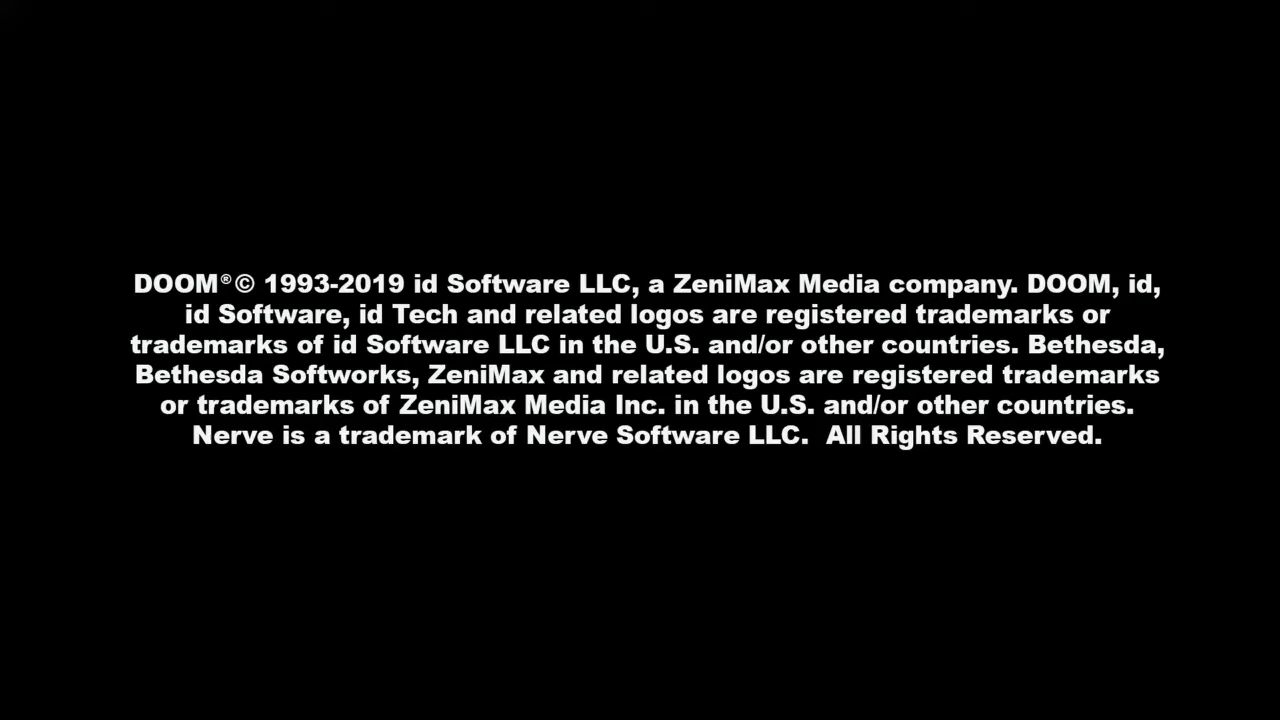 DOOM®© 1993-2019 id Software LLC, a ZeniMax Media company. DOOM, id,
id Software, id Tech and related logos are registered trademarks or
trademarks of id Software LLC in the U.S. and/or other countries. Bethesda,
Bethesda Softworks, ZeniMax and related logos are registered trademarks
or trademarks of ZeniMax Media Inc. in the U.S. and/or other countries.
Nerve is a trademark of Nerve Software LLC.  All Rights Reserved.